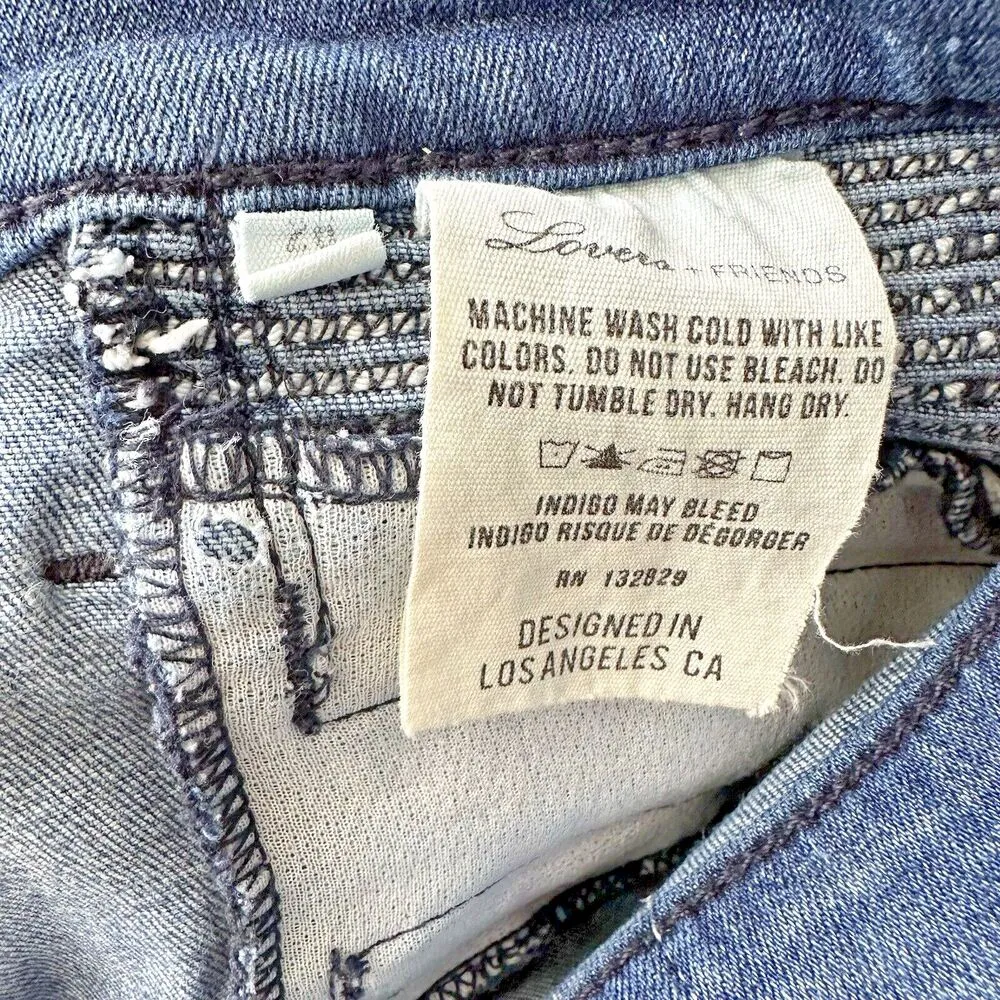 Lovers + FRIENDS
MACHINE WASH COLD WITH LIKE
COLORS. DO NOT USE BLEACH. DO
NOT TUMBLE DRY. HANG DRY.
INDIGO MAY BLEED
INDIGO RISQUE DE DÉGORGER
RN 132829
DESIGNED IN
LOS ANGELES CA